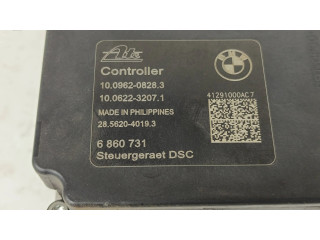 Ate
Controller
10.0962-0828.3
10.0622-3207.1
41291000AC7
MADE IN PHILIPPINES
28.5620-4019.3
6 860 731
Steuergeraet DSC